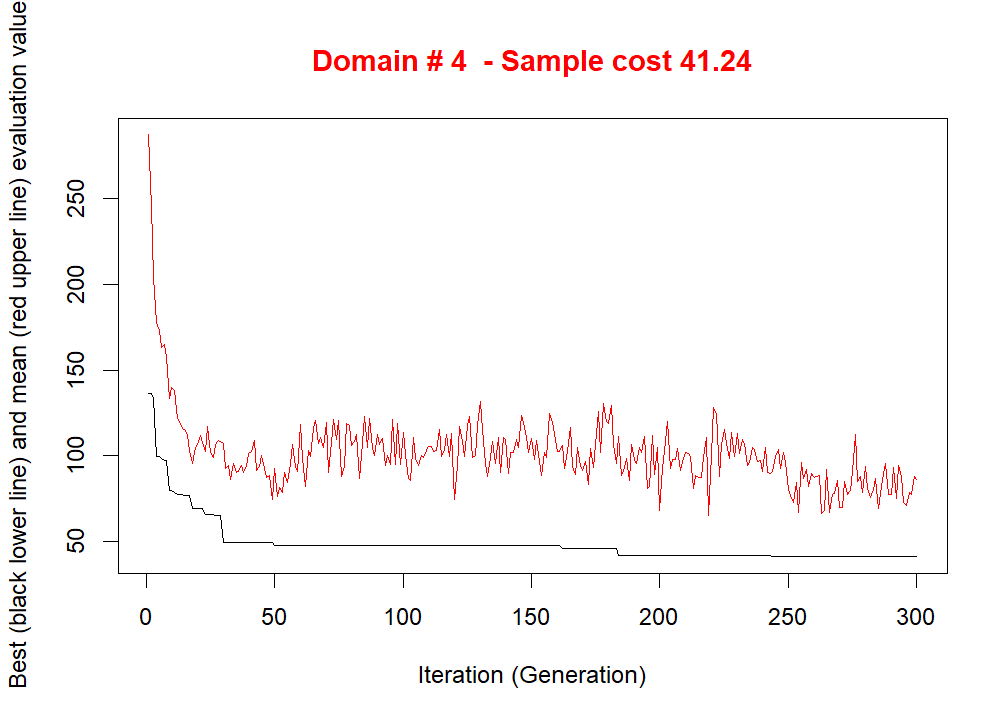 Domain # 4  - Sample cost 41.24
Best (black lower line) and mean (red upper line) evaluation value
250
200
150
100
50
0 50 100 150 200 250 300
Iteration (Generation)